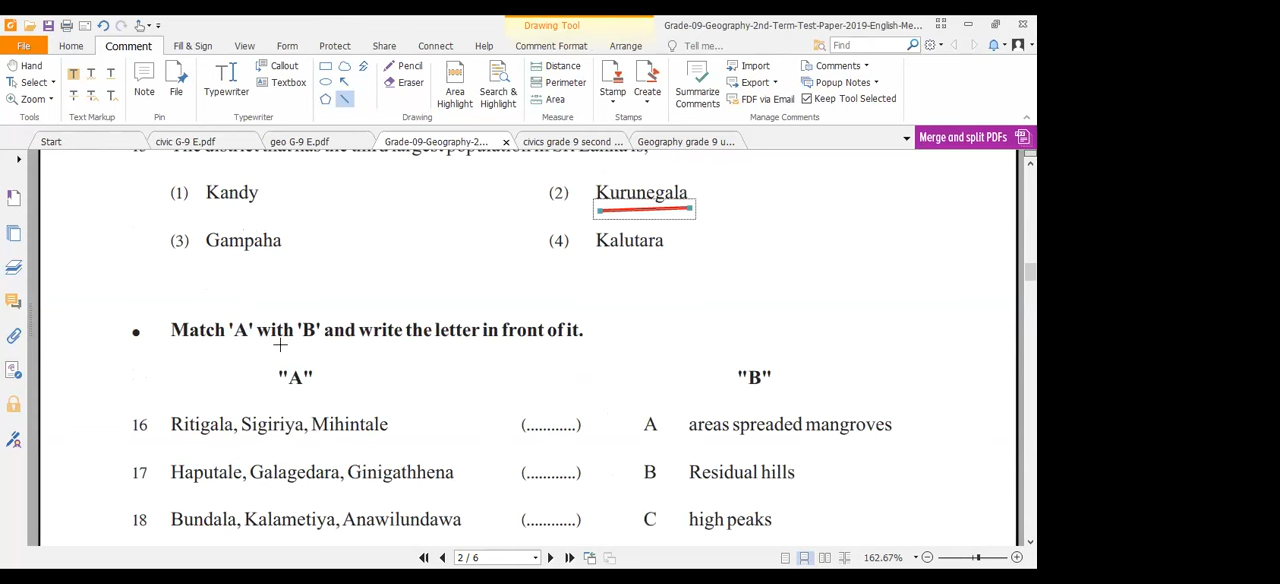 Drawing Tool
Grade-09-Geography-2nd-Term-Test-Paper-2019-English-Me...
File Home Comment Fill & Sign View Form Protect Share Connect Help Comment Format Arrange Tell me... Find
Hand Select Zoom Tools
Text Markup
Note File Pin
Typewriter Callout Textbox Typewriter
Pencil Eraser Drawing
Area Highlight Search & Highlight
Distance Perimeter Area Measure
Stamp Create Stamps
Summarize Comments Import Export FDF via Email Comments Popup Notes Keep Tool Selected Manage Comments
Start civic G-9 E.pdf geo G-9 E.pdf Grade-09-Geography-2... civics grade 9 second ... Geography grade 9 u... Merge and split PDFs
(1) Kandy (2) Kurunegala
(3) Gampaha (4) Kalutara
• Match 'A' with 'B' and write the letter in front of it.
"A" "B"
16 Ritigala, Sigiriya, Mihintale (............) A areas spreaded mangroves
17 Haputale, Galagedara, Ginigathhena (............) B Residual hills
18 Bundala, Kalametiya, Anawilundawa (............) C high peaks
2 / 6 162.67%